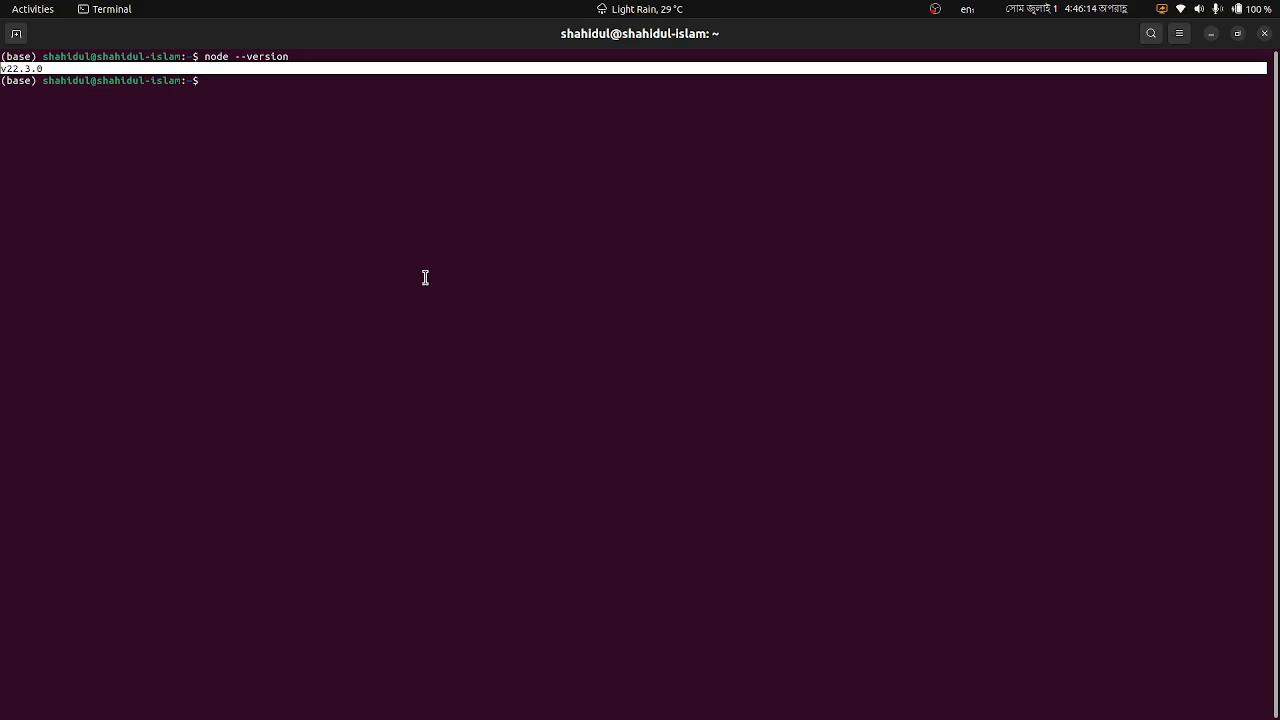 Activities Terminal Light Rain, 29 °C en₁ সোম জুলাই 1 4:46:14 অপরাহ্ণ 100 %
shahidul@shahidul-islam: ~
(base) shahidul@shahidul-islam:~$ node --version
v22.3.0
(base) shahidul@shahidul-islam:~$